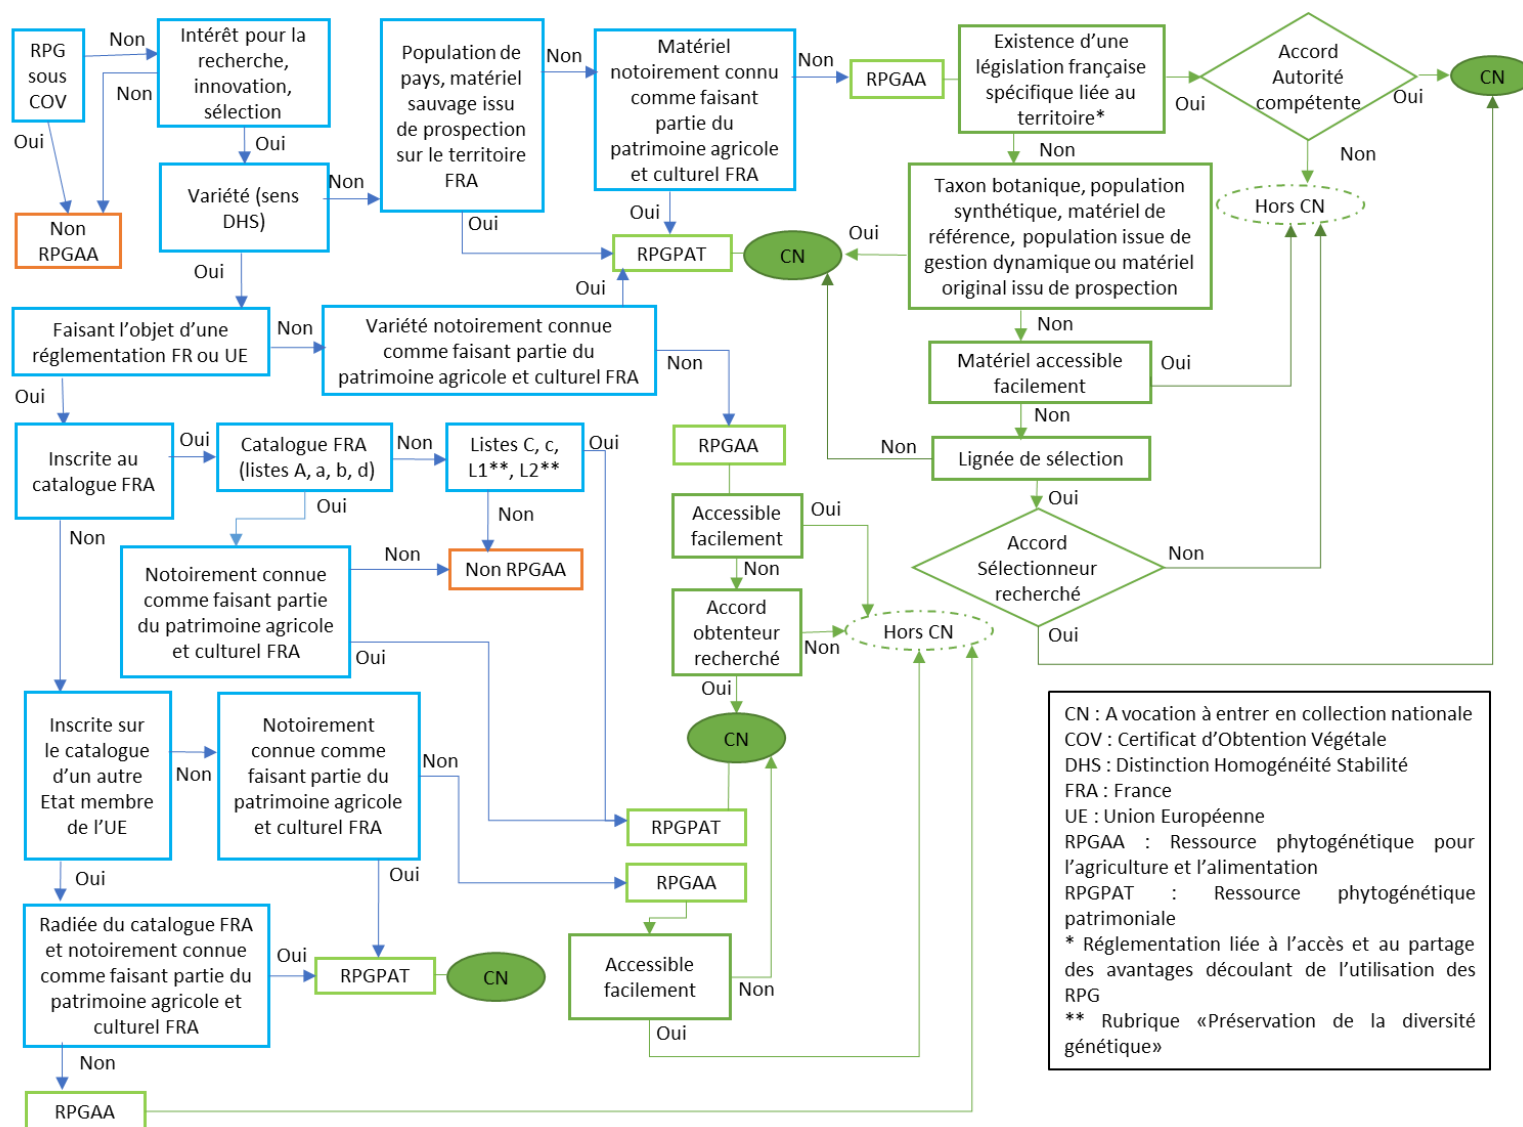 RPG
sous
COV
Non
Oui
Non
Intérêt pour la
recherche,
innovation,
sélection
Oui
Non
RPGAA
Variété (sens
DHS)
Non
Oui
Population de
pays, matériel
sauvage issu
de prospection
sur le territoire
FRA
Non
Oui
Matériel
notoirement connu
comme faisant
partie du
patrimoine agricole
et culturel FRA
Non
Oui
RPGAA
Existence d’une
législation française
spécifique liée au
territoire*
Oui
Non
Accord
Autorité
compétente
Oui
CN
Non
Hors CN
RPGPAT
CN
Oui
Taxon botanique, population
synthétique, matériel de
référence, population issue de
gestion dynamique ou matériel
original issu de prospection
Non
Matériel accessible
facilement
Oui
Non
Lignée de sélection
Non
Oui
Accord
Sélectionneur
recherché
Non
Oui
Faisant l’objet d’une
réglementation FR ou UE
Non
Oui
Variété notoirement connue
comme faisant partie du
patrimoine agricole et culturel FRA
Oui
Non
RPGAA
Accessible
facilement
Oui
Non
Accord
obtenteur
recherché
Non
Oui
Hors CN
CN
Inscrite au
catalogue FRA
Oui
Non
Catalogue FRA
(listes A, a, b, d)
Non
Oui
Listes C, c,
L1**, L2**
Oui
Non
Non RPGAA
Notoirement connue
comme faisant partie
du patrimoine agricole
et culturel FRA
Non
Oui
RPGPAT
Inscrite sur
le catalogue
d’un autre
Etat membre
de l’UE
Non
Oui
Notoirement
connue comme
faisant partie du
patrimoine agricole
et culturel FRA
Non
Oui
RPGAA
Accessible
facilement
Non
Oui
Radiée du catalogue FRA
et notoirement connue
comme faisant partie du
patrimoine agricole et
culturel FRA
Oui
Non
RPGPAT
CN
RPGAA
CN : A vocation à entrer en collection nationale
COV : Certificat d’Obtention Végétale
DHS : Distinction Homogénéité Stabilité
FRA : France
UE : Union Européenne
RPGAA : Ressource phytogénétique pour
l’agriculture et l’alimentation
RPGPAT : Ressource phytogénétique
patrimoniale
* Réglementation liée à l’accès et au partage
des avantages découlant de l’utilisation des
RPG
** Rubrique «Préservation de la diversité
génétique»